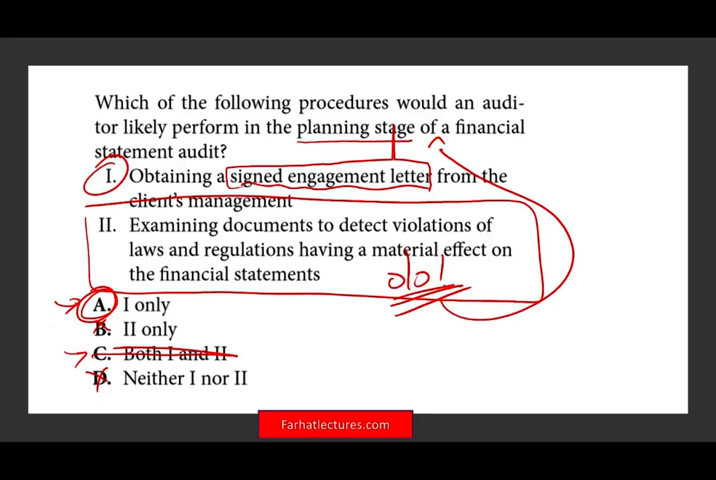 Which of the following procedures would an audi-
tor likely perform in the planning stage of a financial
statement audit?
I. Obtaining a signed engagement letter from the
client's management
II. Examining documents to detect violations of
laws and regulations having a material effect on
the financial statements
A. I only
B. II only
C. Both I and II
D. Neither I nor II
Farhatlectures.com